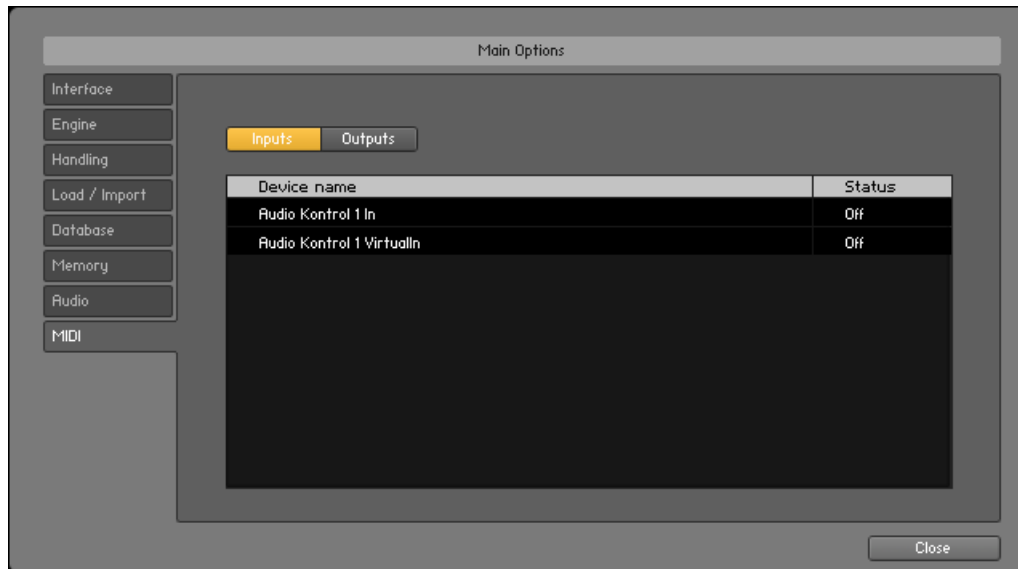 Main Options
Interface
Engine
Handling
Load / Import
Database
Memory
Audio
MIDI
Inputs Outputs
Device name Status
Audio Kontrol 1 In Off
Audio Kontrol 1 VirtualIn Off
Close